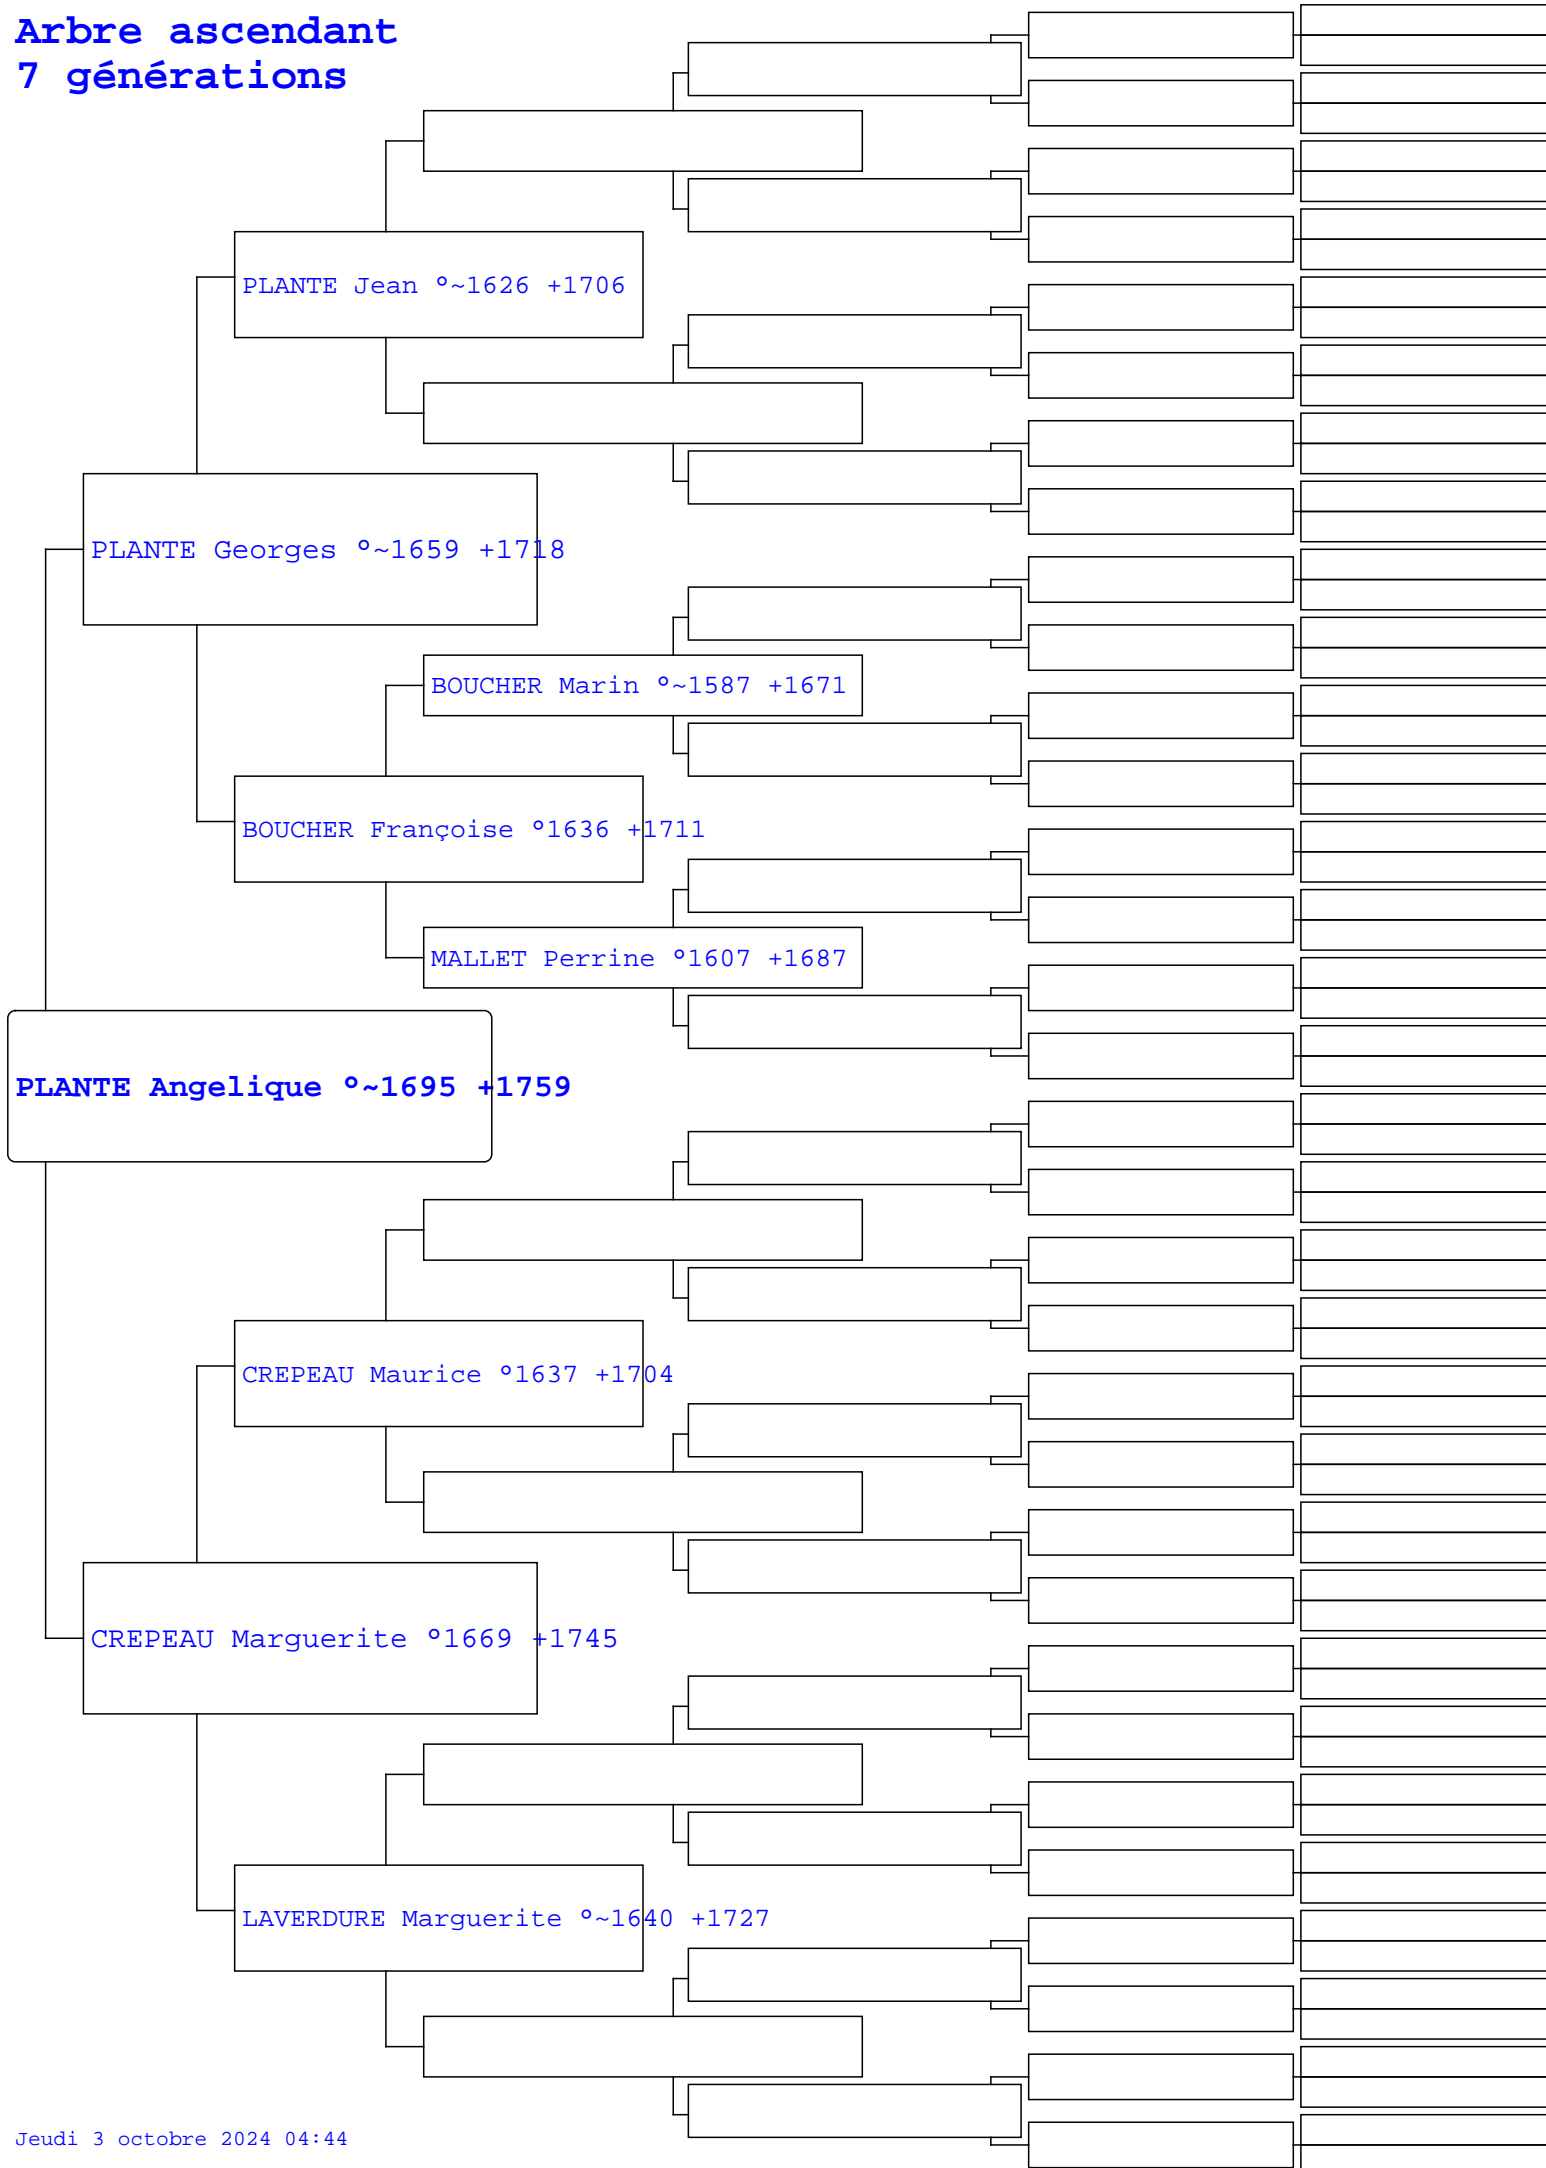 Arbre ascendant
7 générations
PLANTE Jean °~1626 +1706
PLANTE Georges °~1659 +1718
BOUCHER Marin °~1587 +1671
BOUCHER Françoise °1636 +1711
MALLET Perrine °1607 +1687
PLANTE Angelique °~1695 +1759
CREPEAU Maurice °1637 +1704
CREPEAU Marguerite °1669 +1745
LAVERDURE Marguerite °~1640 +1727
Jeudi 3 octobre 2024 04:44